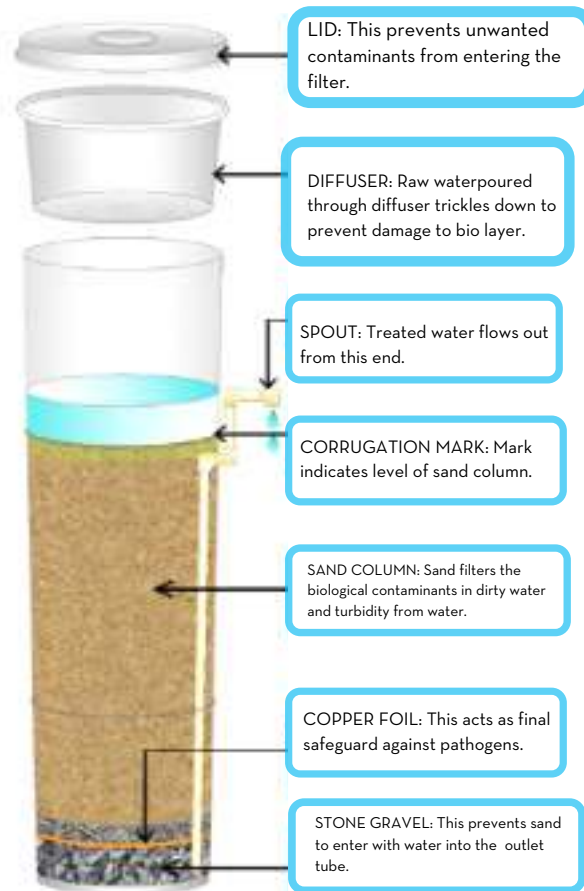 LID: This prevents unwanted
contaminants from entering the
filter.
DIFFUSER: Raw waterpoured
through diffuser trickles down to
prevent damage to bio layer.
SPOUT: Treated water flows out
from this end.
CORRUGATION MARK: Mark
indicates level of sand column.
SAND COLUMN: Sand filters the
biological contaminants in dirty water
and turbidity from water.
COPPER FOIL: This acts as final
safeguard against pathogens.
STONE GRAVEL: This prevents sand
to enter with water into the outlet
tube.